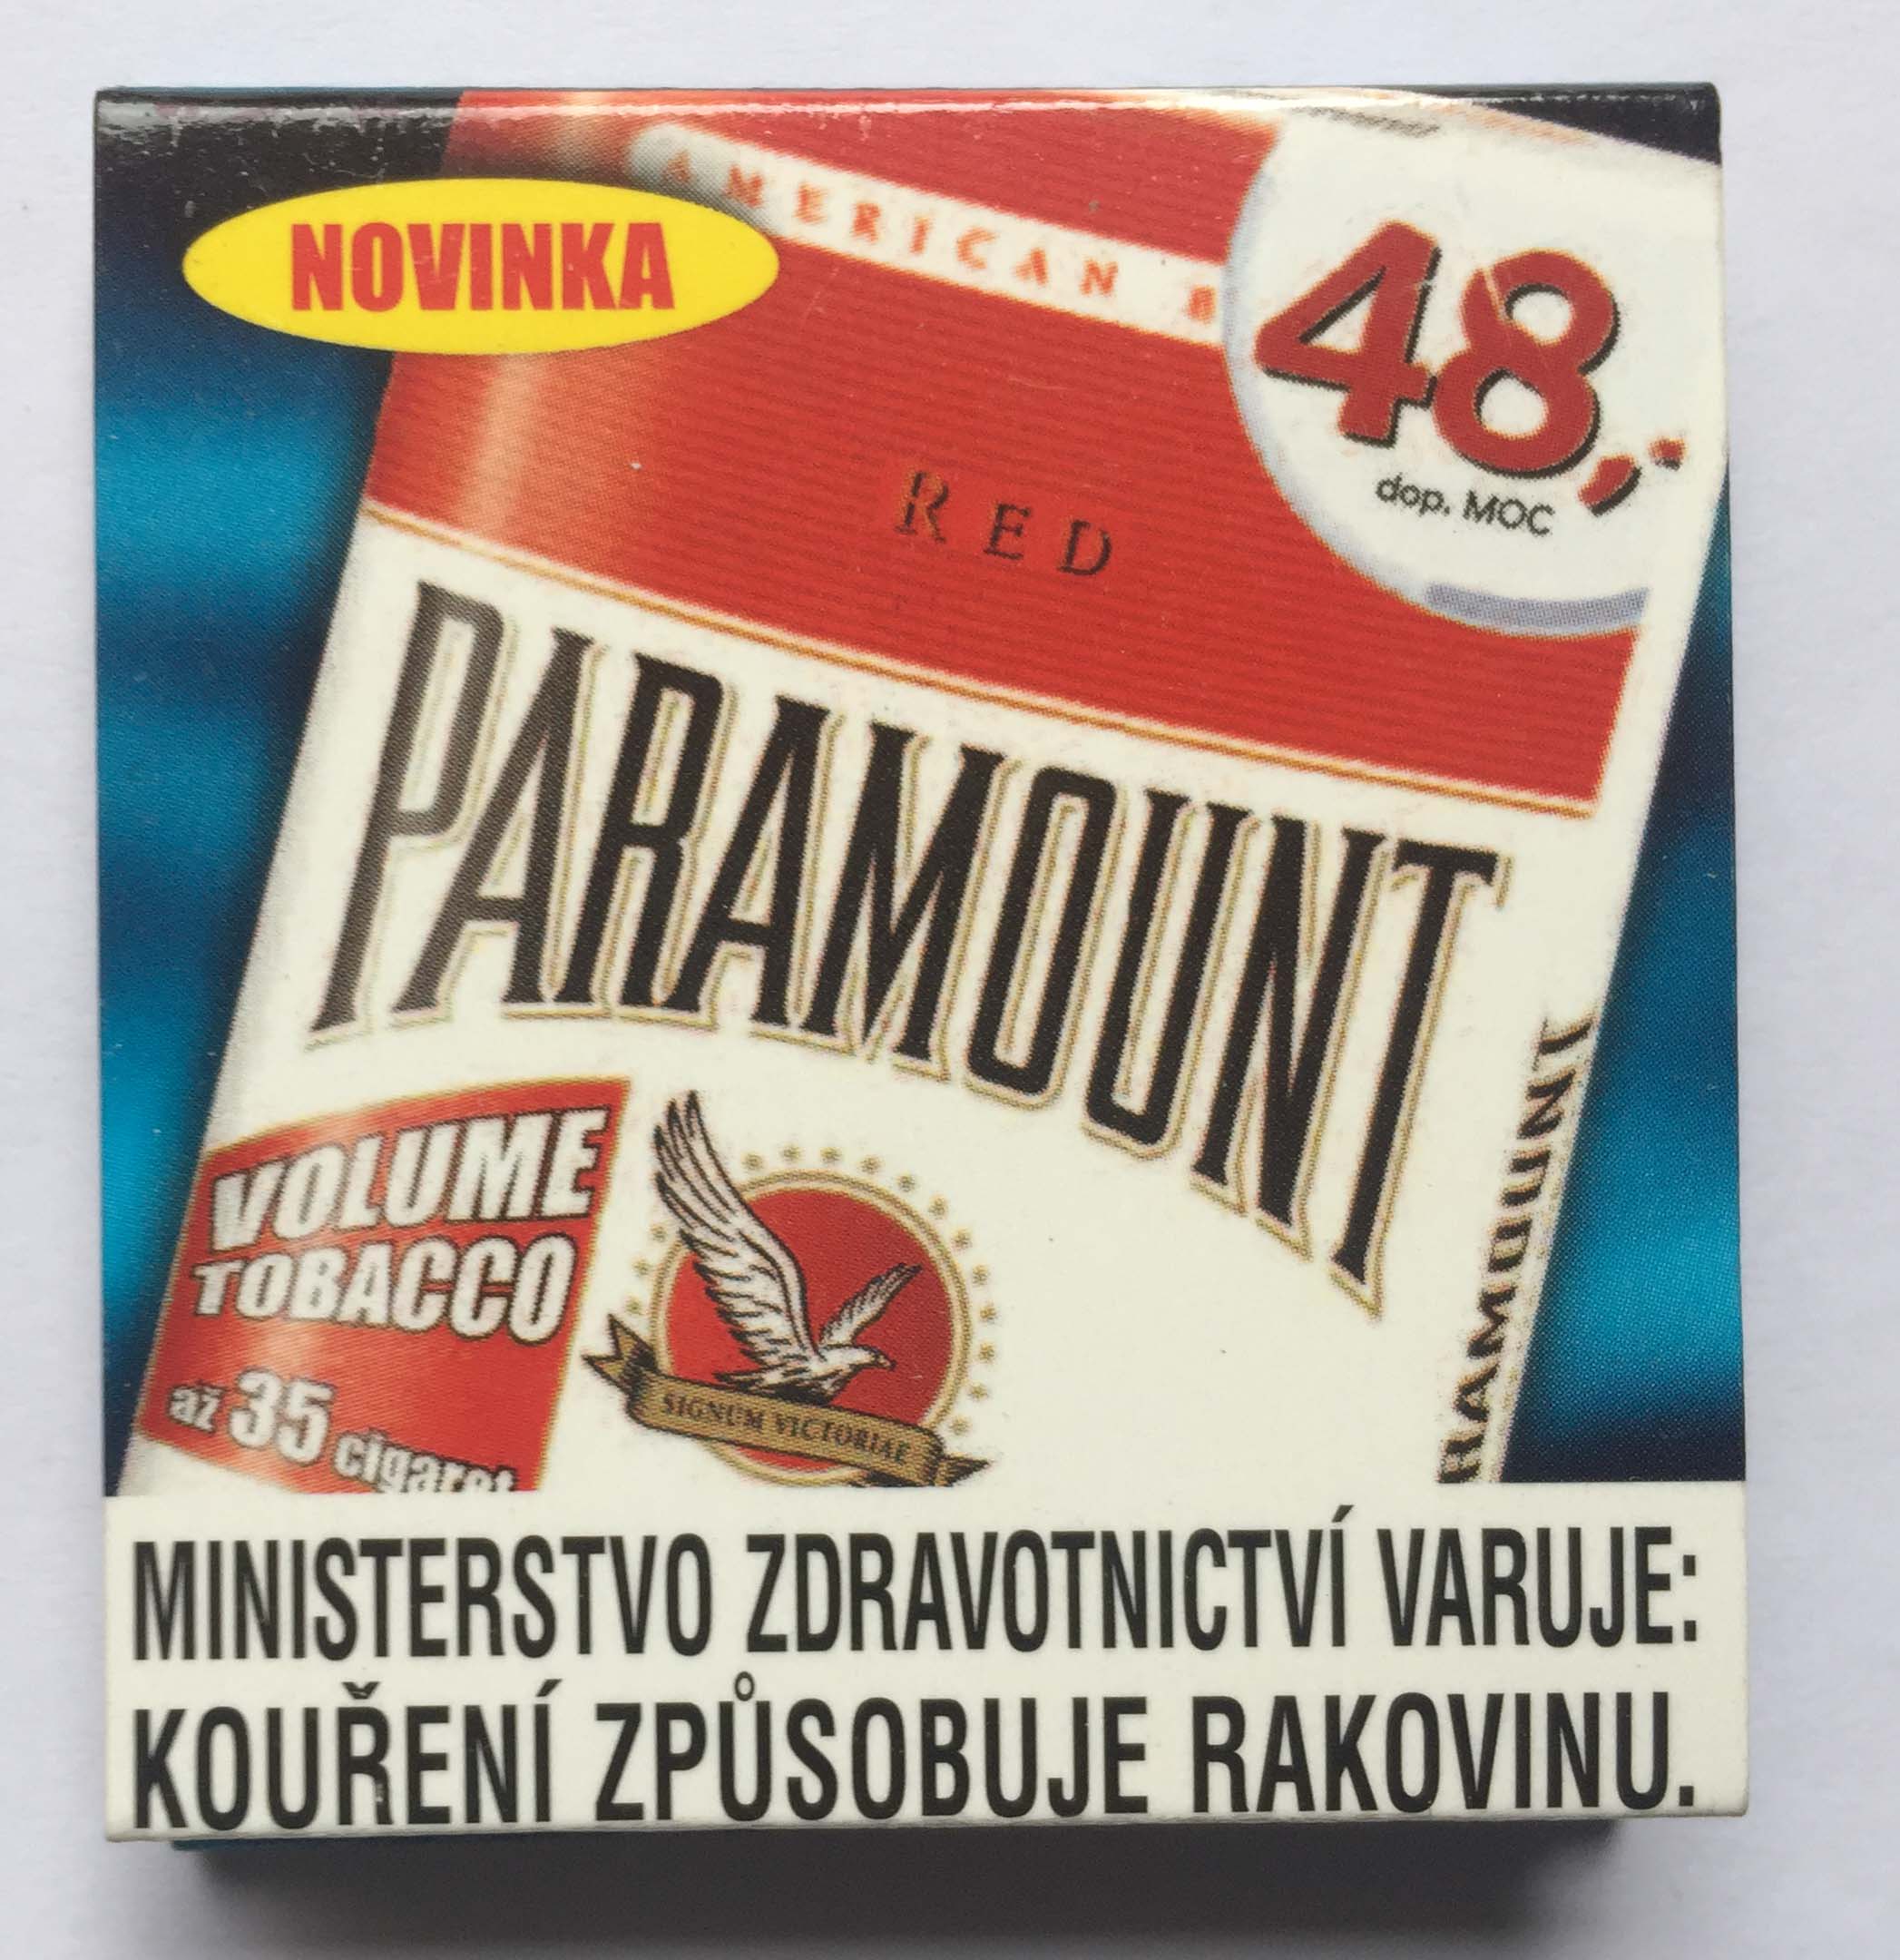 NOVINKA
AMERICAN
48,-
dop. MOC
RED
PARAMOUNT
VOLUME
TOBACCO
až 35 cigaret
SIGNUM VICTORIAE
RAMOUNT
MINISTERSTVO ZDRAVOTNICTVÍ VARUJE:
KOUŘENÍ ZPŮSOBUJE RAKOVINU.